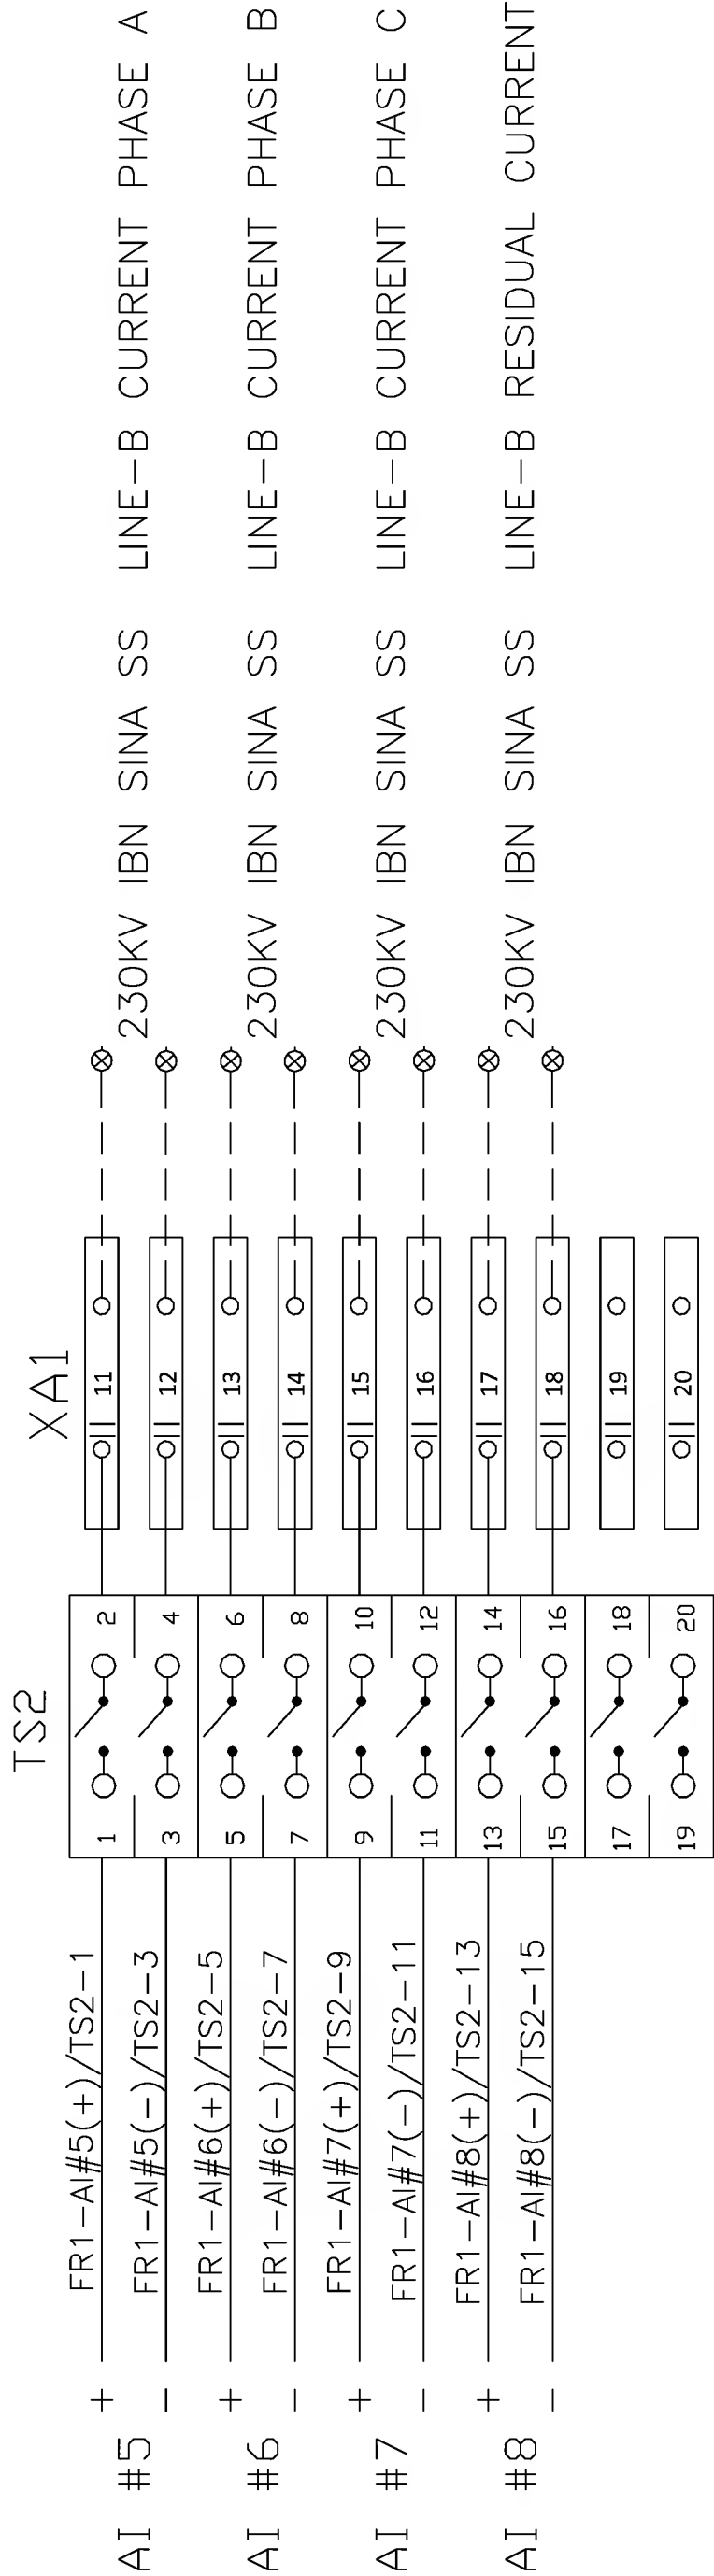 TS2
XA1
FR1-AI#5(+)/TS2-1
1
2
11
AI #5
+
-
230KV IBN SINA SS LINE-B CURRENT PHASE A
FR1-AI#5(-)/TS2-3
3
4
12
FR1-AI#6(+)/TS2-5
5
6
13
AI #6
+
-
230KV IBN SINA SS LINE-B CURRENT PHASE B
FR1-AI#6(-)/TS2-7
7
8
14
FR1-AI#7(+)/TS2-9
9
10
15
AI #7
+
-
230KV IBN SINA SS LINE-B CURRENT PHASE C
FR1-AI#7(-)/TS2-11
11
12
16
FR1-AI#8(+)/TS2-13
13
14
17
AI #8
+
-
230KV IBN SINA SS LINE-B RESIDUAL CURRENT
FR1-AI#8(-)/TS2-15
15
16
18
17
18
19
19
20
20